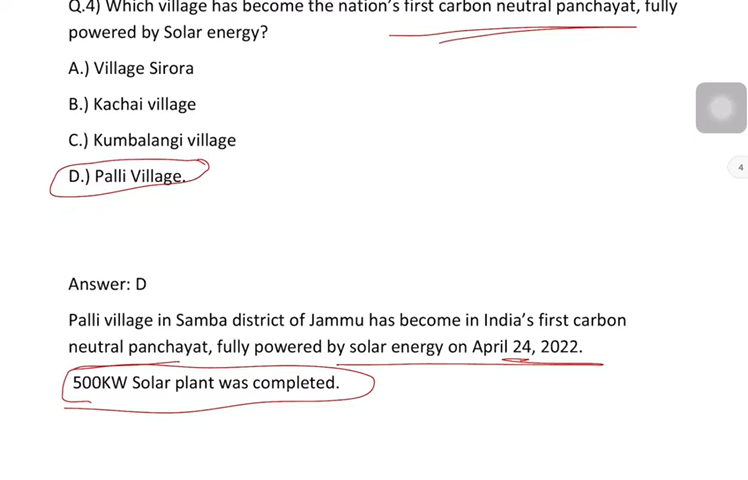 Q.4) Which village has become the nation's first carbon neutral panchayat, fully
powered by Solar energy?
A.) Village Sirora
B.) Kachai village
C.) Kumbalangi village
D.) Palli Village.
4
Answer: D
Palli village in Samba district of Jammu has become in India's first carbon
neutral panchayat, fully powered by solar energy on April 24, 2022.
500KW Solar plant was completed.